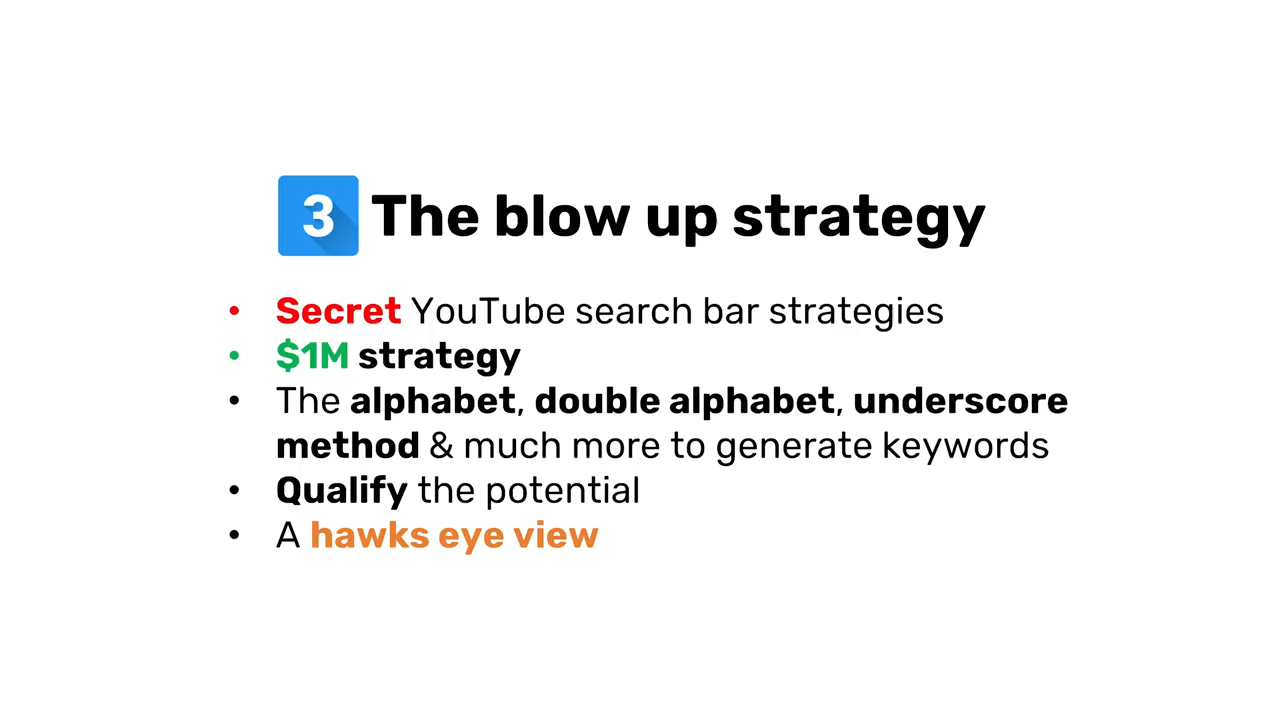 3 The blow up strategy
• Secret YouTube search bar strategies
• $1M strategy
• The alphabet, double alphabet, underscore
method & much more to generate keywords
• Qualify the potential
• A hawks eye view